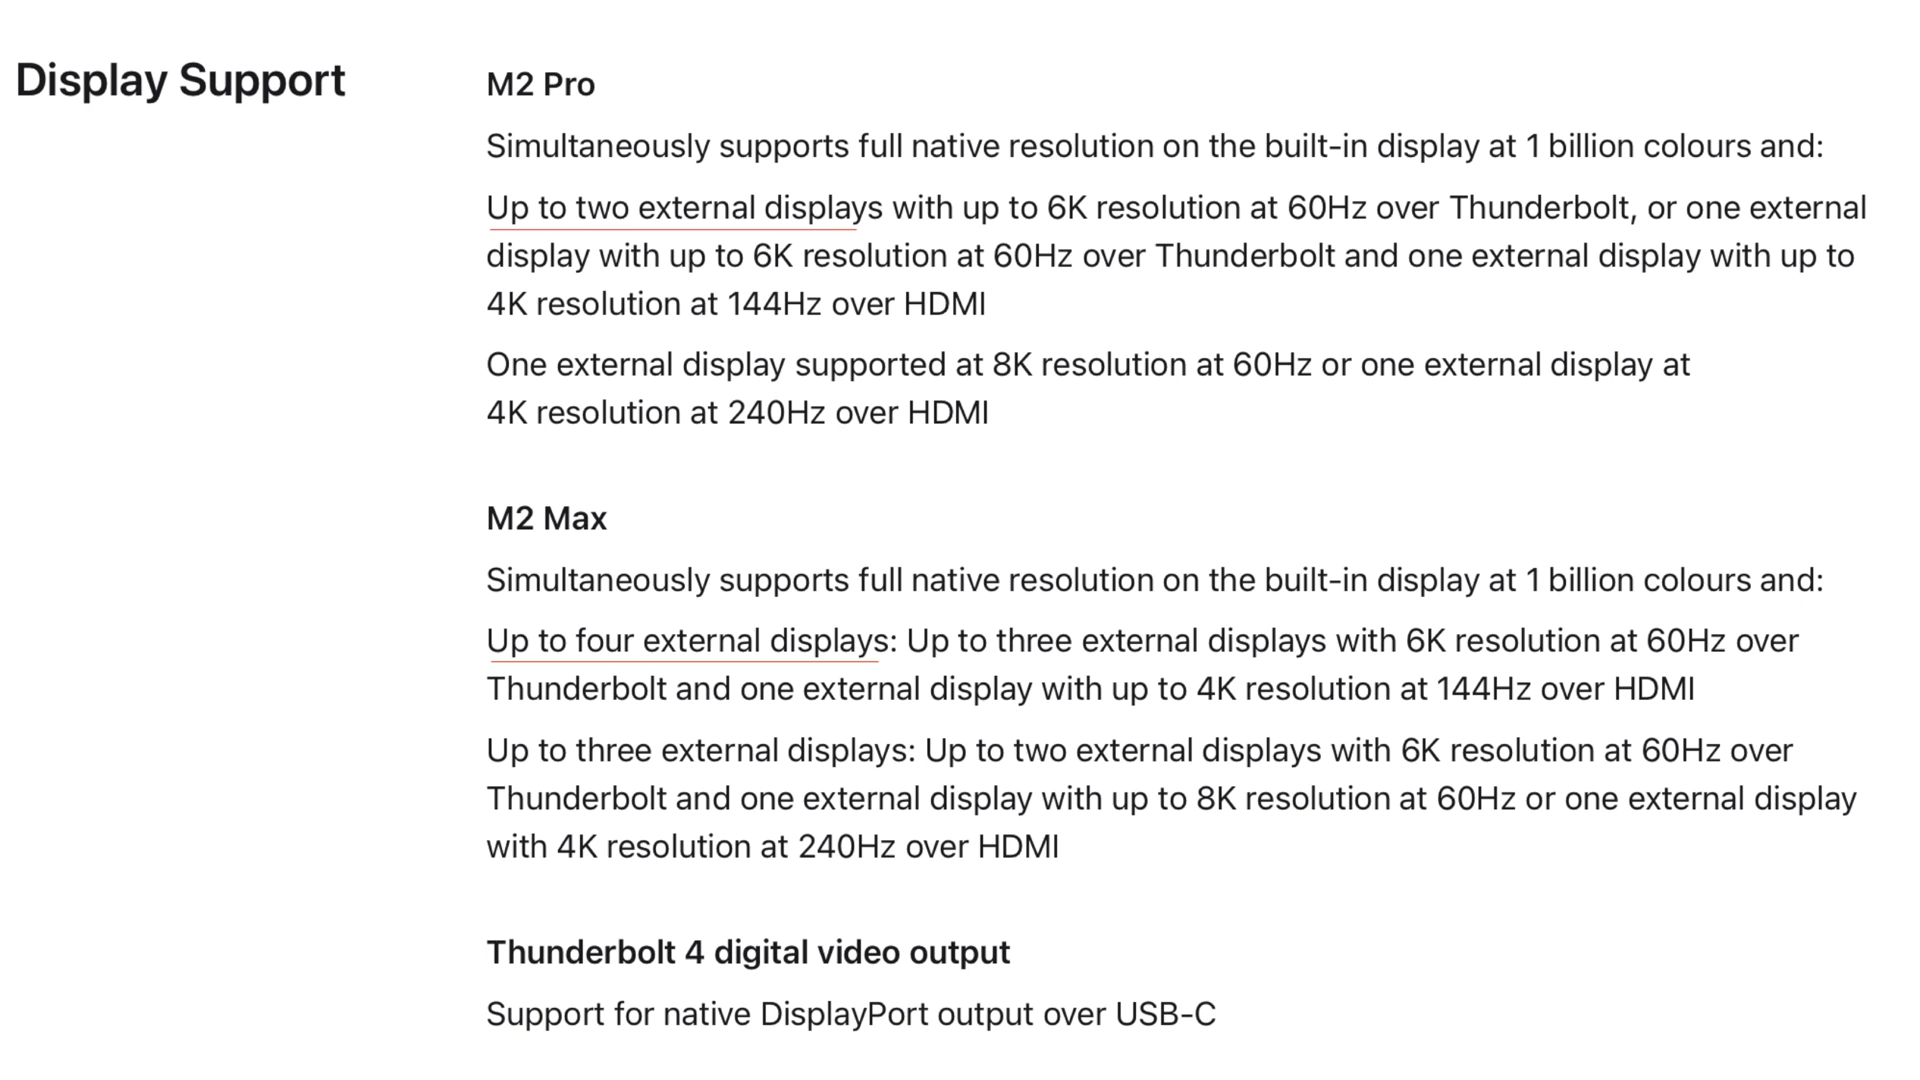 Display Support
M2 Pro
Simultaneously supports full native resolution on the built-in display at 1 billion colours and:
Up to two external displays with up to 6K resolution at 60Hz over Thunderbolt, or one external
display with up to 6K resolution at 60Hz over Thunderbolt and one external display with up to
4K resolution at 144Hz over HDMI
One external display supported at 8K resolution at 60Hz or one external display at
4K resolution at 240Hz over HDMI
M2 Max
Simultaneously supports full native resolution on the built-in display at 1 billion colours and:
Up to four external displays: Up to three external displays with 6K resolution at 60Hz over
Thunderbolt and one external display with up to 4K resolution at 144Hz over HDMI
Up to three external displays: Up to two external displays with 6K resolution at 60Hz over
Thunderbolt and one external display with up to 8K resolution at 60Hz or one external display
with 4K resolution at 240Hz over HDMI
Thunderbolt 4 digital video output
Support for native DisplayPort output over USB-C